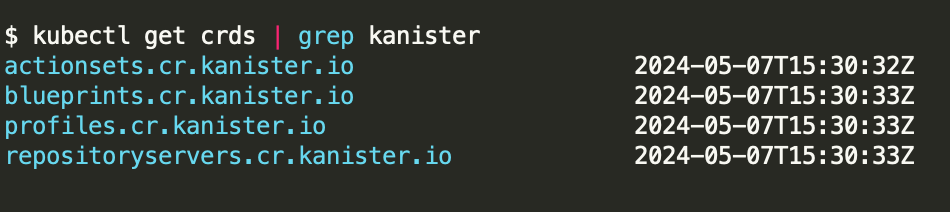 $ kubectl get crds | grep kanister
actionsets.cr.kanister.io 2024-05-07T15:30:32Z
blueprints.cr.kanister.io 2024-05-07T15:30:33Z
profiles.cr.kanister.io 2024-05-07T15:30:33Z
repositoryservers.cr.kanister.io 2024-05-07T15:30:33Z